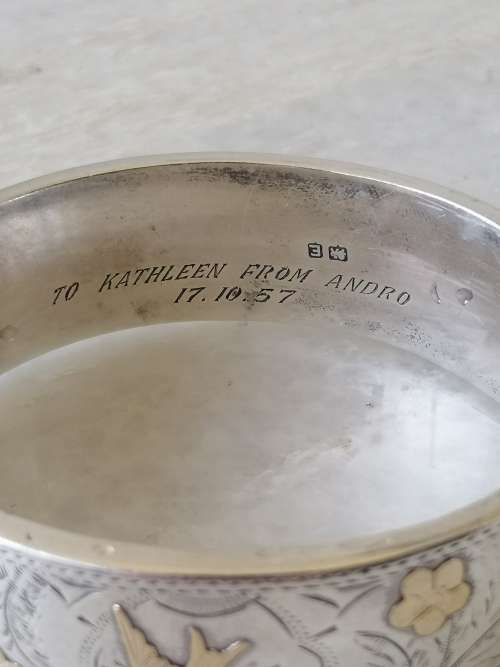 TO KATHLEEN FROM ANDRO
17.10.57